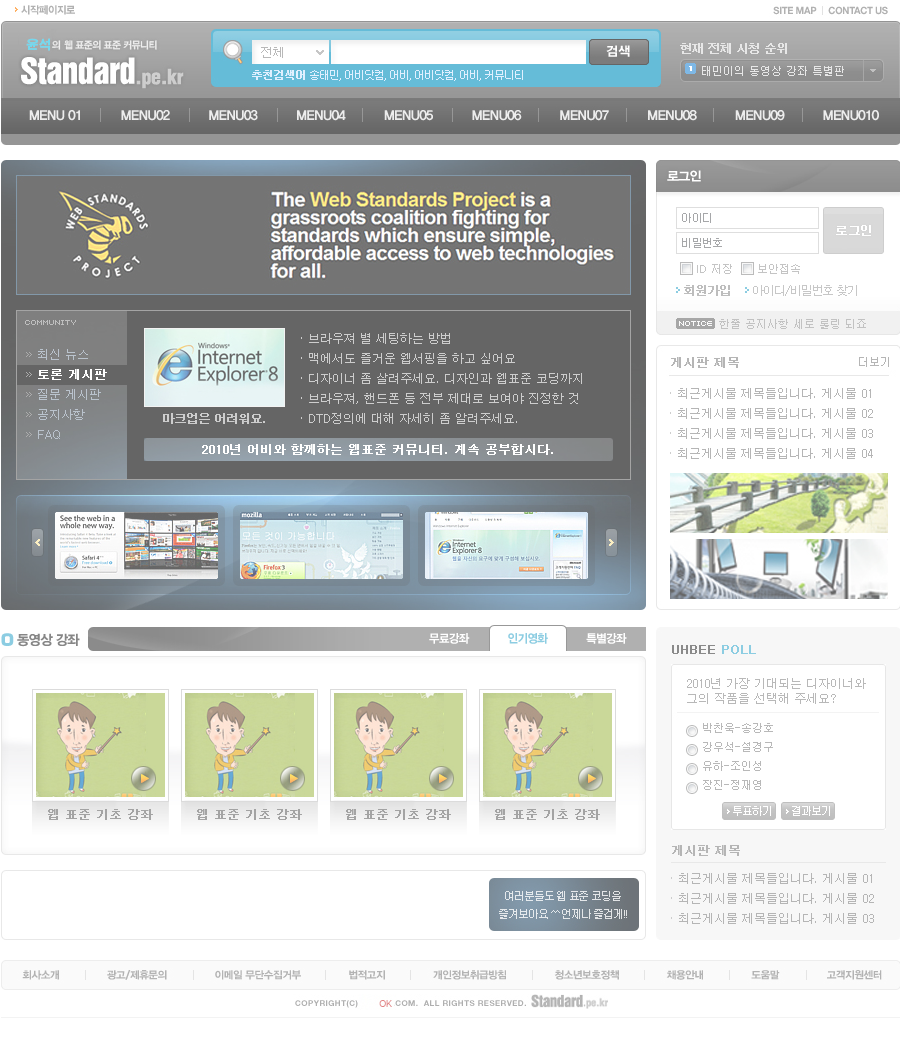 시작페이지로
SITE MAP | CONTACT US
윤석의 웹 표준의 표준 커뮤니티
Standard.pe.kr
전체
검색
추천검색어 송태민, 어비닷컴, 어비, 어비닷컴, 어비, 커뮤니티
현재 전체 시청 순위
1 태민이의 동영상 강좌 특별판
MENU 01
MENU02
MENU03
MENU04
MENU05
MENU06
MENU07
MENU08
MENU09
MENU010
WEB STANDARDS PROJECT
The Web Standards Project is a
grassroots coalition fighting for
standards which ensure simple,
affordable access to web technologies
for all.
COMMUNITY
» 최신 뉴스
» 토론 게시판
» 질문 게시판
» 공지사항
» FAQ
Windows
Internet
Explorer 8
마크업은 어려워요.
· 브라우져 별 세팅하는 방법
· 맥에서도 즐거운 웹서핑을 하고 싶어요
· 디자이너 좀 살려주세요. 디자인과 웹표준 코딩까지
· 브라우져, 핸드폰 등 전부 제대로 보여야 진정한 것
· DTD정의에 대해 자세히 좀 알려주세요.
2010년 어비와 함께하는 웹표준 커뮤니티. 계속 공부합시다.
See the web in a
whole new way.
Safari 4
mozilla
모든 것이 가능합니다
Firefox 3
Internet
Explorer 8
로그인
아이디
비밀번호
로그인
ID 저장
보안접속
회원가입
아이디/비밀번호 찾기
NOTICE 한줄 공지사항 세로 롤링 되죠
게시판 제목
더보기
· 최근게시물 제목들입니다. 게시물 01
· 최근게시물 제목들입니다. 게시물 02
· 최근게시물 제목들입니다. 게시물 03
· 최근게시물 제목들입니다. 게시물 04
동영상 강좌
무료강좌
인기영화
특별강좌
웹 표준 기초 강좌
웹 표준 기초 강좌
웹 표준 기초 강좌
웹 표준 기초 강좌
여러분들도 웹 표준 코딩을
즐겨보아요 ^^ 언제나 즐겁게!!
UHBEE POLL
2010년 가장 기대되는 디자이너와
그의 작품을 선택해 주세요?
박찬욱-송강호
강우석-설경구
유하-조인성
장진-정재영
투표하기
결과보기
게시판 제목
· 최근게시물 제목들입니다. 게시물 01
· 최근게시물 제목들입니다. 게시물 02
· 최근게시물 제목들입니다. 게시물 03
회사소개
광고/제휴문의
이메일 무단수집거부
법적고지
개인정보취급방침
청소년보호정책
채용안내
도움말
고객지원센터
COPYRIGHT(C) OK.COM. ALL RIGHTS RESERVED. Standard.pe.kr